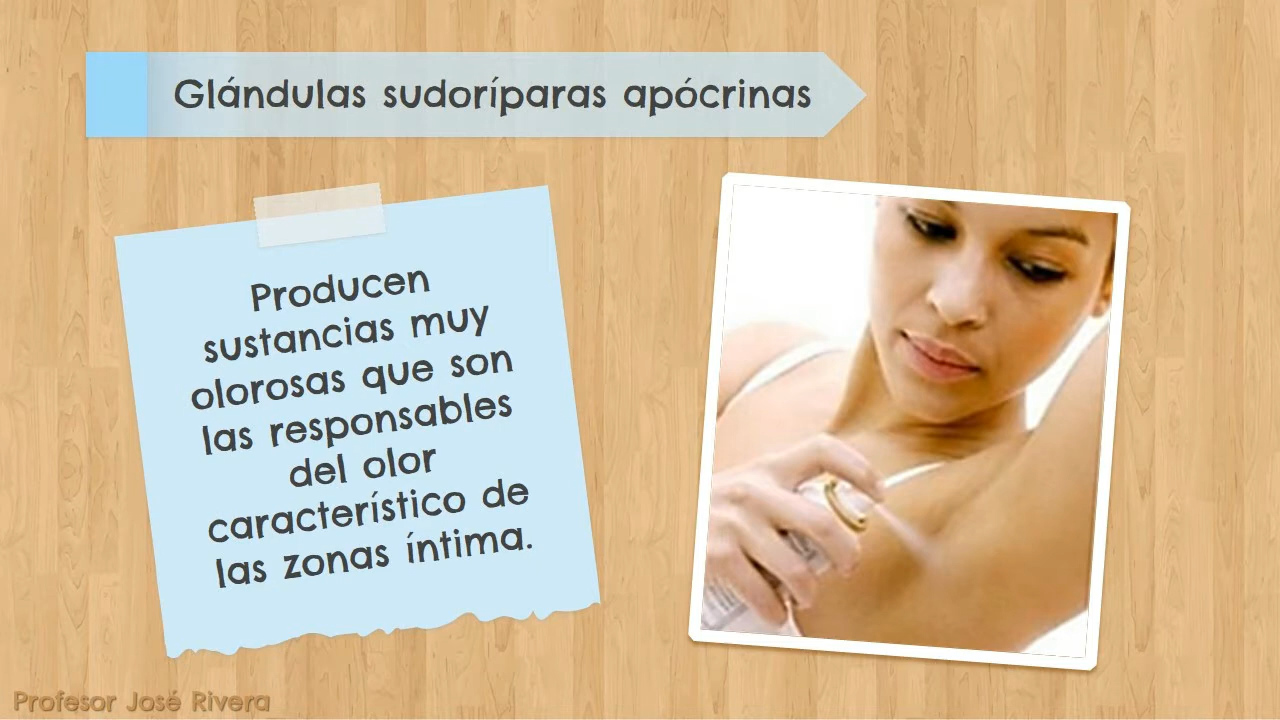 Glándulas sudoríparas apócrinas
Producen
sustancias muy
olorosas que son
las responsables
del olor
característico de
las zonas íntima.
Profesor José Rivera